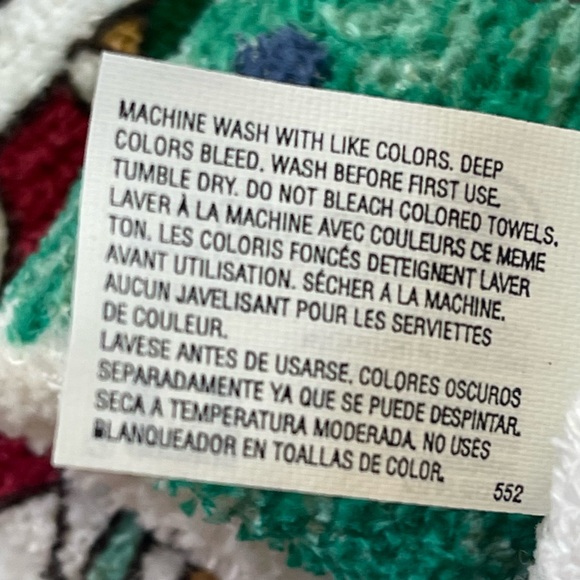 MACHINE WASH WITH LIKE COLORS. DEEP
COLORS BLEED. WASH BEFORE FIRST USE.
TUMBLE DRY. DO NOT BLEACH COLORED TOWELS.
LAVER À LA MACHINE AVEC COULEURS CE MEME
TON. LES COLORIS FONCÉS DETEIGNENT LAVER
AVANT UTILISATION. SÉCHER A LA MACHINE.
AUCUN JAVELISANT POUR LES SERVIETTES
DE COULEUR.
LAVESE ANTES DE USARSE. COLORES OSCUROS
SEPARADAMENTE YA QUE SE PUEDE DESPINTAR.
SECA A TEMPERATURA MODERADA. NO USES
BLANQUEADOR EN TOALLAS DE COLOR.
552